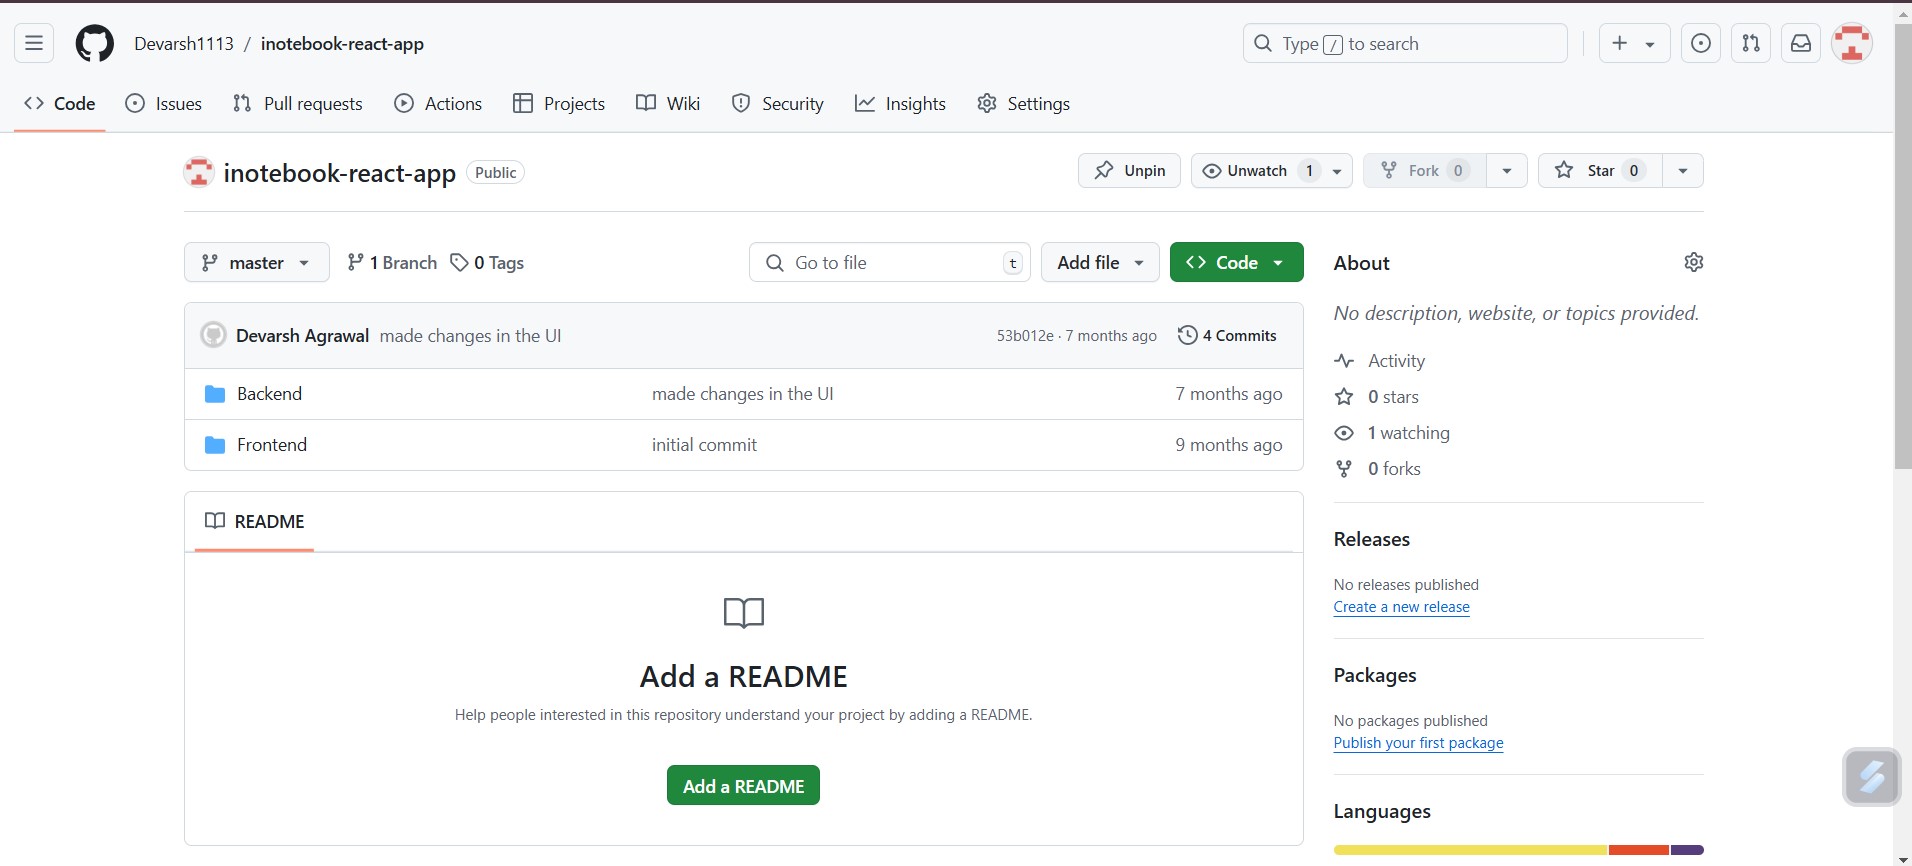 Devarsh1113 / inotebook-react-app
Type / to search
Code Issues Pull requests Actions Projects Wiki Security Insights Settings
inotebook-react-app Public
Unpin Unwatch 1 Fork 0 Star 0
master 1 Branch 0 Tags Go to file t Add file Code
Devarsh Agrawal made changes in the UI 53b012e · 7 months ago 4 Commits
Backend made changes in the UI 7 months ago
Frontend initial commit 9 months ago
README
Add a README
Help people interested in this repository understand your project by adding a README.
Add a README
About
No description, website, or topics provided.
Activity
0 stars
1 watching
0 forks
Releases
No releases published
Create a new release
Packages
No packages published
Publish your first package
Languages